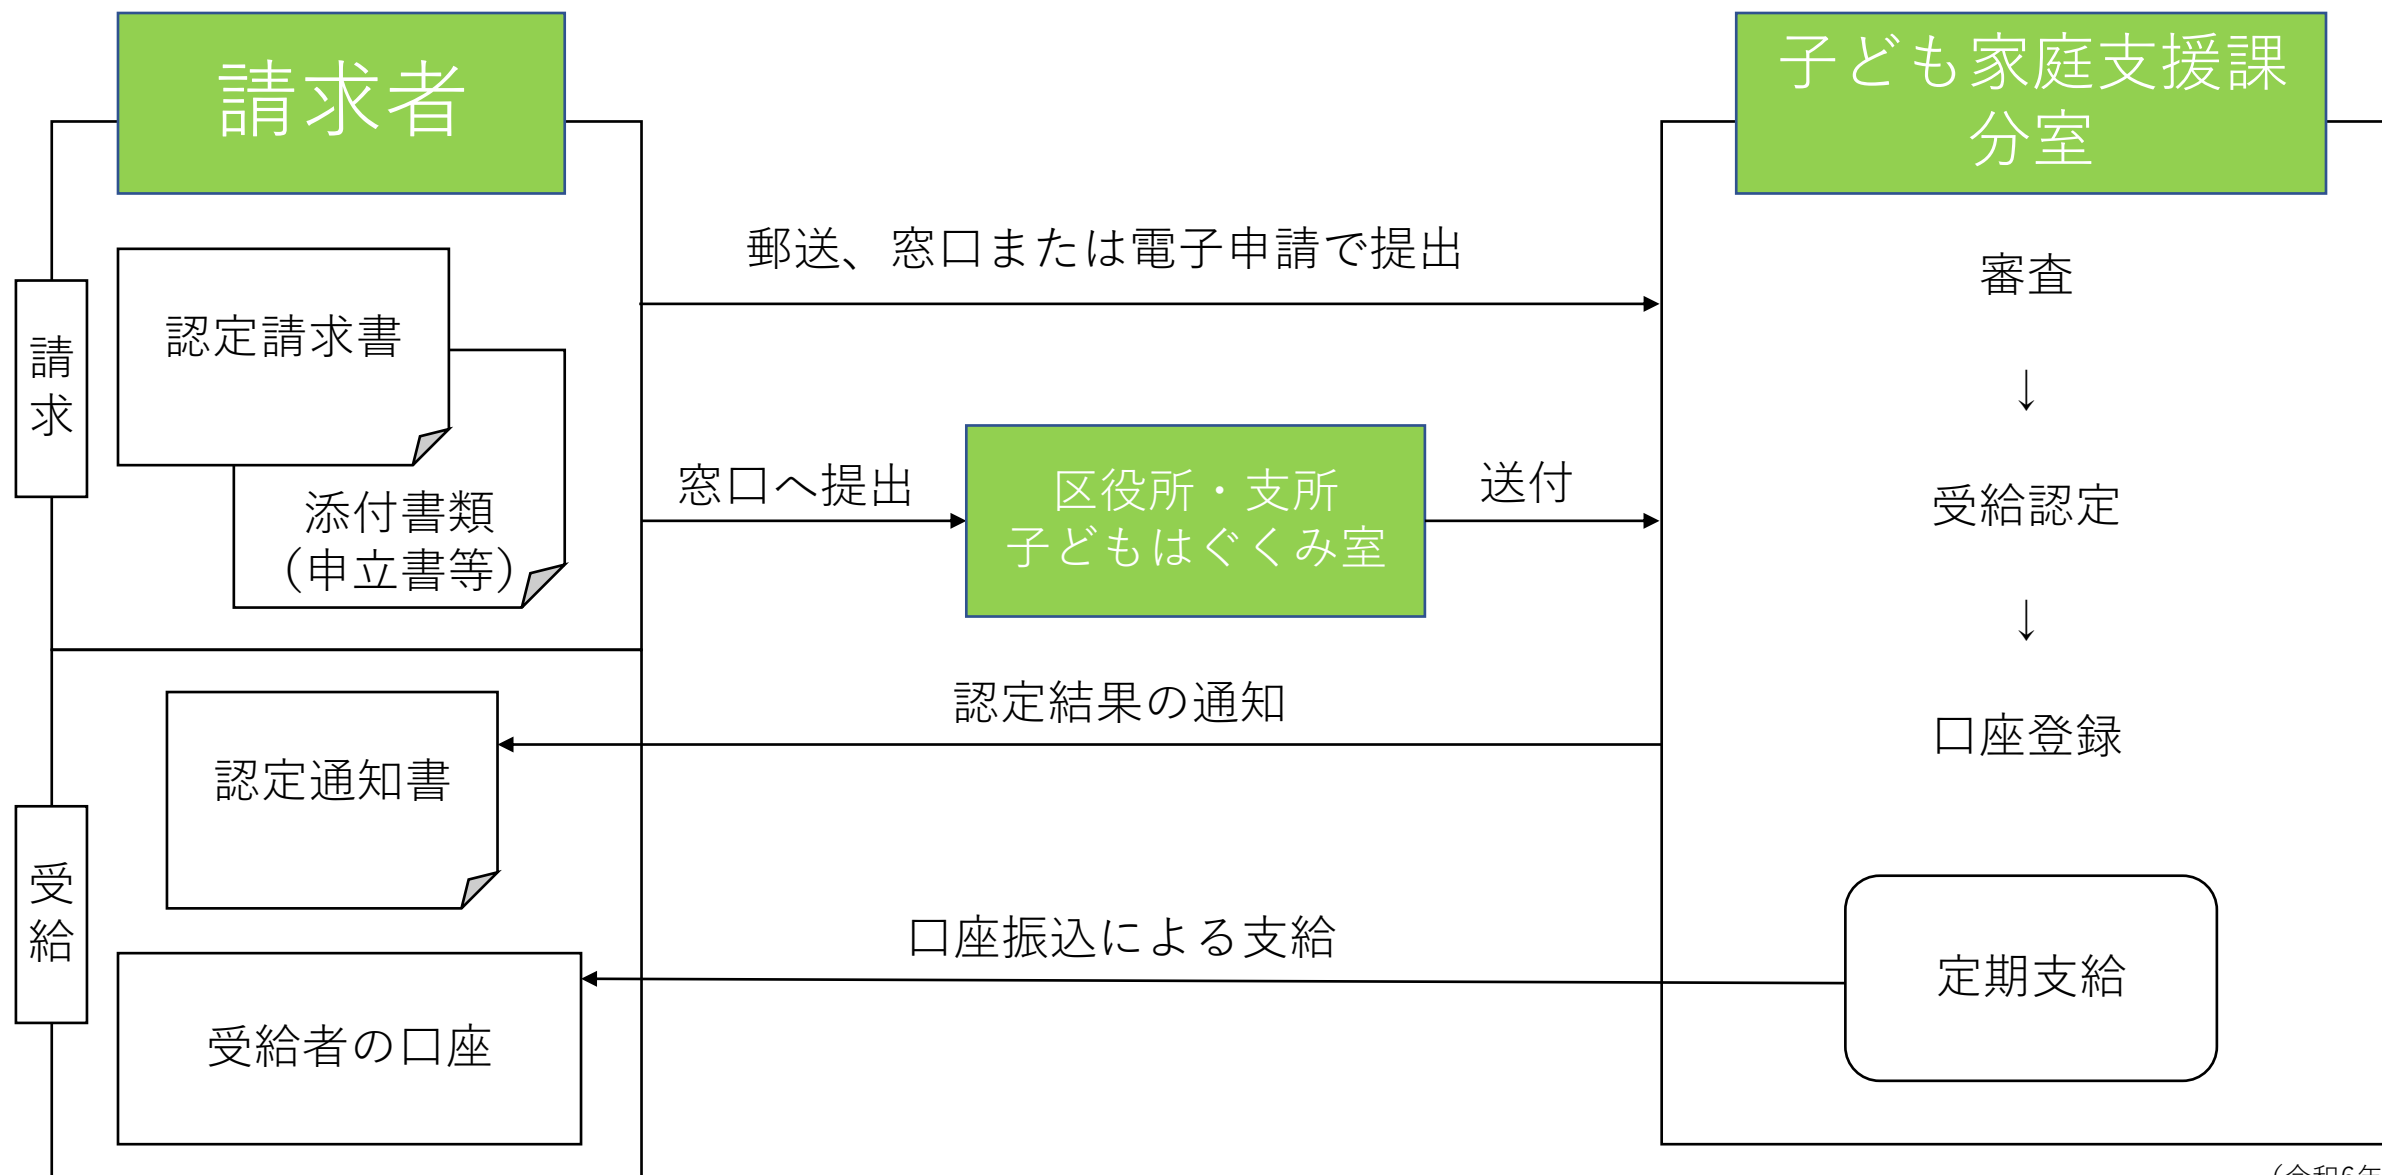 請求者
子ども家庭支援課
分室
請求
認定請求書
添付書類
（申立書等）
郵送、窓口または電子申請で提出
窓口へ提出
区役所・支所
子どもはぐくみ室
送付
審査
↓
受給認定
↓
口座登録
受給
認定結果の通知
認定通知書
口座振込による支給
定期支給
受給者の口座
（令和6年